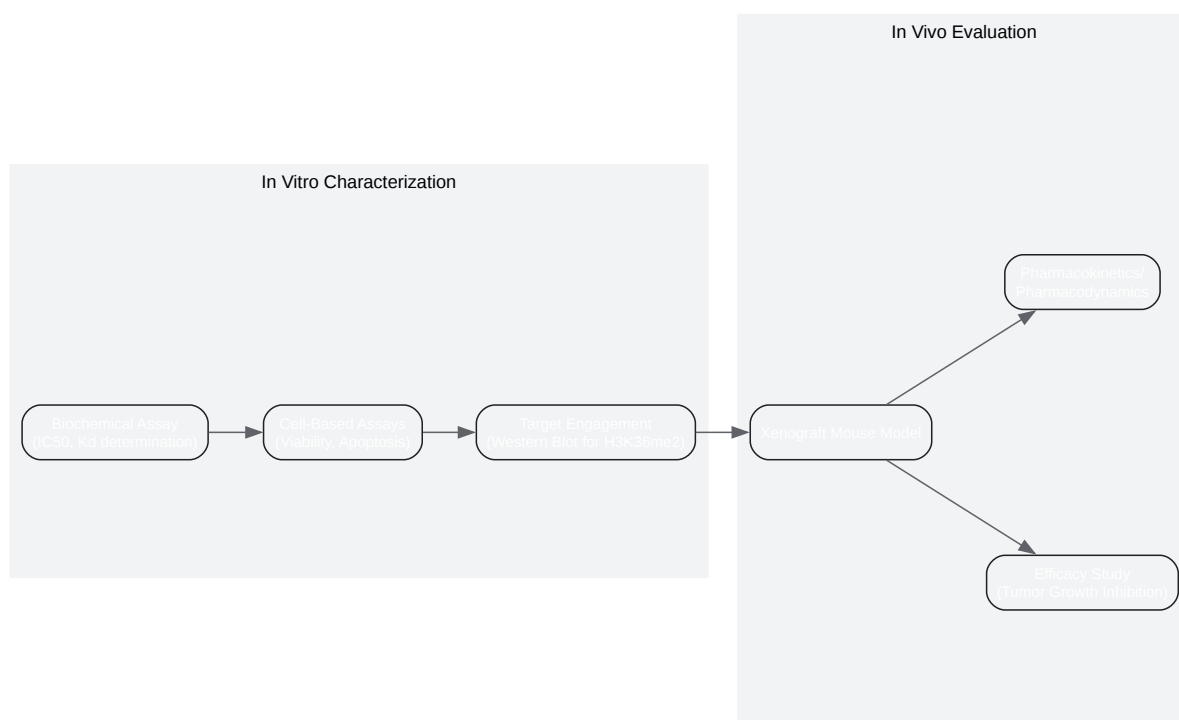 In Vivo Evaluation
In Vitro Characterization
Pharmacokinetics/
Pharmacodynamics
Biochemical Assay
(IC50, Kd determination)
Cell-Based Assays
(Viability, Apoptosis)
Target Engagement
(Western Blot for H3K36me2)
Xenograft Mouse Model
Efficacy Study
(Tumor Growth Inhibition)